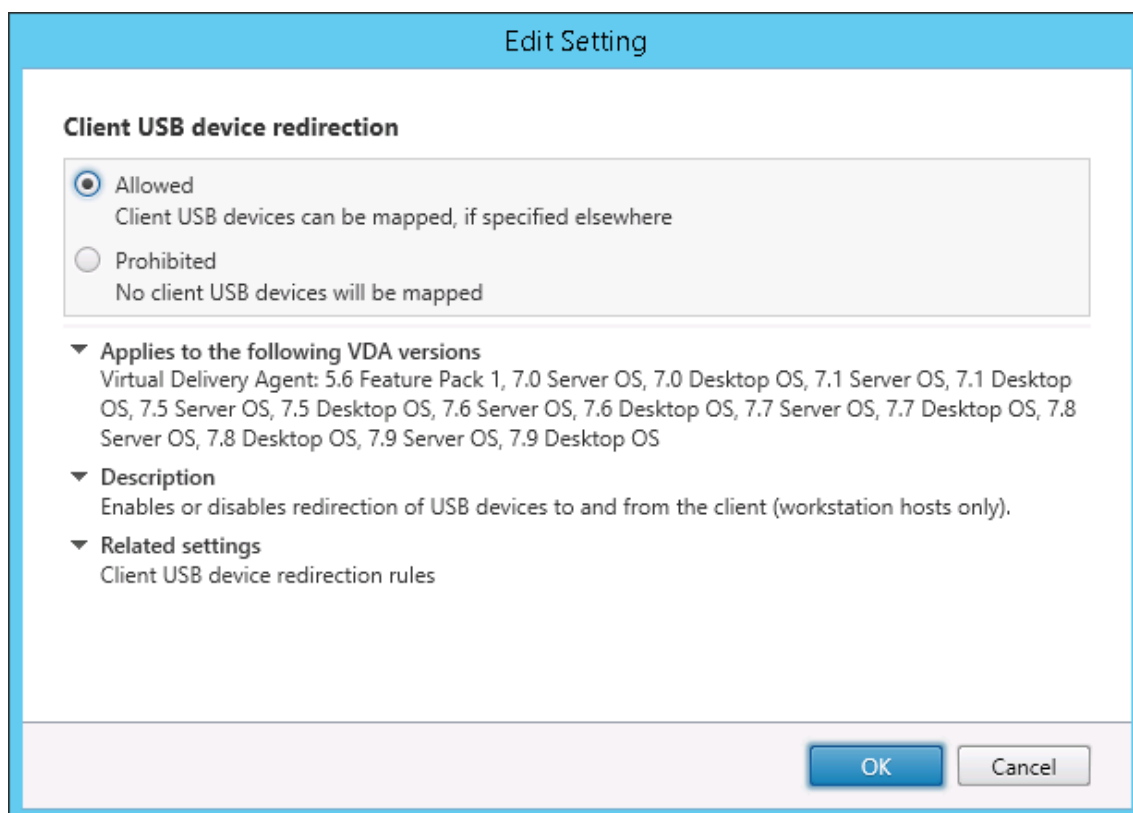 Edit Setting
Client USB device redirection
Allowed
Client USB devices can be mapped, if specified elsewhere
Prohibited
No client USB devices will be mapped
Applies to the following VDA versions
Virtual Delivery Agent: 5.6 Feature Pack 1, 7.0 Server OS, 7.0 Desktop OS, 7.1 Server OS, 7.1 Desktop
OS, 7.5 Server OS, 7.5 Desktop OS, 7.6 Server OS, 7.6 Desktop OS, 7.7 Server OS, 7.7 Desktop OS, 7.8
Server OS, 7.8 Desktop OS, 7.9 Server OS, 7.9 Desktop OS
Description
Enables or disables redirection of USB devices to and from the client (workstation hosts only).
Related settings
Client USB device redirection rules
OK
Cancel